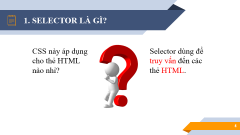 1. SELECTOR LÀ GÌ?
CSS này áp dụng
cho thẻ HTML
nào nhỉ?
Selector dùng để
truy vấn đến các
thẻ HTML.